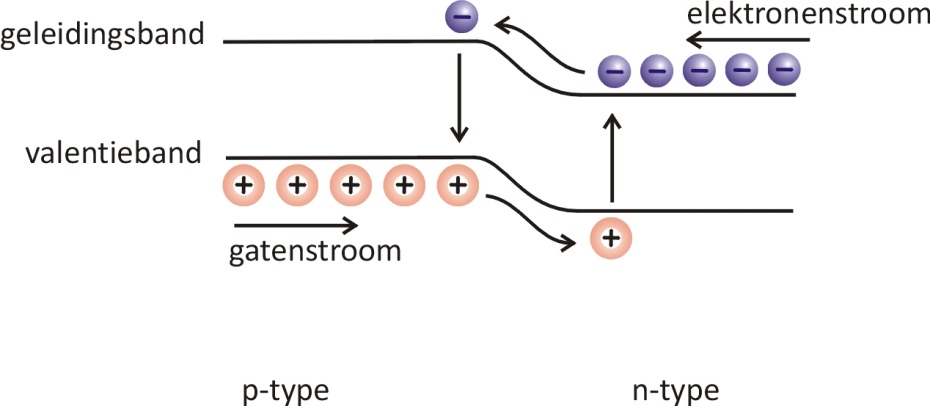 elektronenstroom
geleidingsband
valentieband
gatenstroom
p-type
n-type